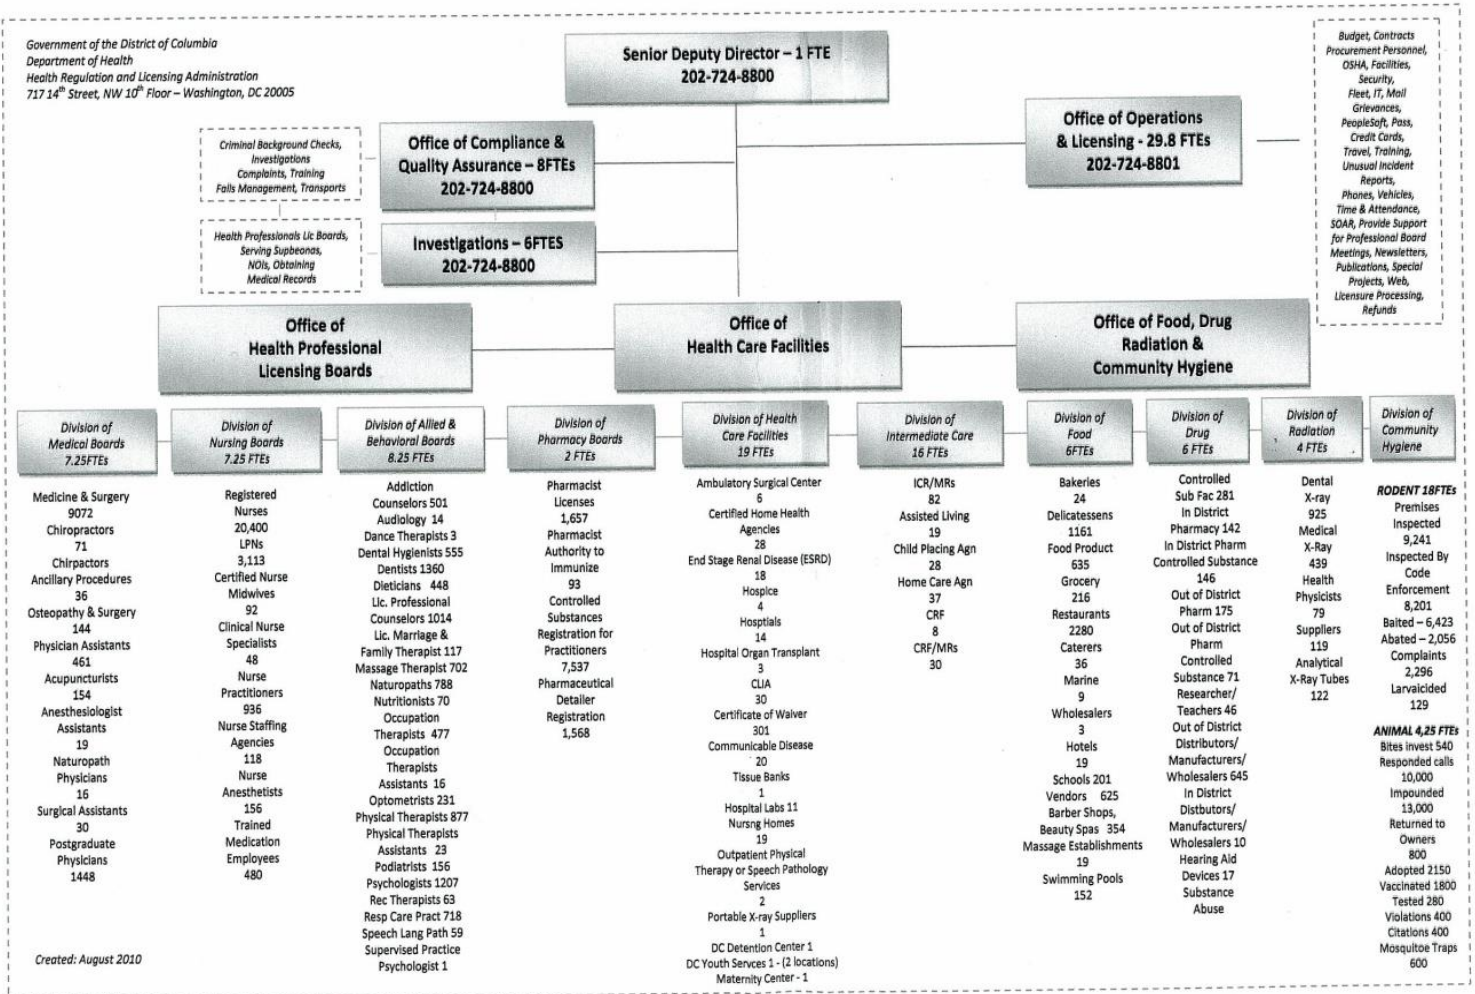 Government of the District of Columbia
Department of Health
Health Regulation and Licensing Administration
717 14th Street, NW 10th Floor – Washington, DC 20005
Senior Deputy Director – 1 FTE
202-724-8800
Budget, Contracts
Procurement Personnel,
OSHA, Facilities,
Security,
Fleet, IT, Mail
Grievances,
PeopleSoft, Pass,
Credit Cards,
Travel, Training,
Unusual Incident
Reports,
Phones, Vehicles,
Time & Attendance,
SOAR, Provide Support
for Professional Board
Meetings, Newsletters,
Publications, Special
Projects, Web,
Licensure Processing,
Refunds
Office of Operations
& Licensing - 29.8 FTEs
202-724-8801
Criminal Background Checks,
Investigations
Complaints, Training
Falls Management, Transports
Office of Compliance &
Quality Assurance – 8FTEs
202-724-8800
Health Professionals Lic Boards,
Serving Supbeonas,
NOIs, Obtaining
Medical Records
Investigations – 6FTES
202-724-8800
Office of
Health Professional
Licensing Boards
Office of
Health Care Facilities
Office of Food, Drug
Radiation &
Community Hygiene
Division of
Medical Boards
7.25FTEs
Medicine & Surgery
9072
Chiropractors
71
Chirpactors
Ancillary Procedures
36
Osteopathy & Surgery
144
Physician Assistants
461
Acupuncturists
154
Anesthesiologist
Assistants
19
Naturopath
Physicians
16
Surgical Assistants
30
Postgraduate
Physicians
1448
Division of
Nursing Boards
7.25 FTEs
Registered
Nurses
20,400
LPNs
3,113
Certified Nurse
Midwives
92
Clinical Nurse
Specialists
48
Nurse
Practitioners
936
Nurse Staffing
Agencies
118
Nurse
Anesthetists
156
Trained
Medication
Employees
480
Division of Allied &
Behavioral Boards
8.25 FTEs
Addiction
Counselors 501
Audiology 14
Dance Therapists 3
Dental Hygienists 555
Dentists 1360
Dieticians 448
Lic. Professional
Counselors 1014
Lic. Marriage &
Family Therapist 117
Massage Therapist 702
Naturopaths 788
Nutritionists 70
Occupation
Therapists 477
Occupation
Therapists
Assistants 16
Optometrists 231
Physical Therapists 877
Physical Therapists
Assistants 23
Podiatrists 156
Psychologists 1207
Rec Therapists 63
Resp Care Pract 718
Speech Lang Path 59
Supervised Practice
Psychologist 1
Division of
Pharmacy Boards
2 FTEs
Pharmacist
Licenses
1,657
Pharmacist
Authority to
Immunize
93
Controlled
Substances
Registration for
Practitioners
7,537
Pharmaceutical
Detailer
Registration
1,568
Division of Health
Care Facilities
19 FTEs
Ambulatory Surgical Center
6
Certified Home Health
Agencies
28
End Stage Renal Disease (ESRD)
18
Hospice
4
Hosptials
14
Hospital Organ Transplant
3
CLIA
30
Certificate of Waiver
301
Communicable Disease
20
Tissue Banks
1
Hospital Labs 11
Nursng Homes
19
Outpatient Physical
Therapy or Speech Pathology
Services
2
Portable X-ray Suppliers
1
DC Detention Center 1
DC Youth Servces 1 - (2 locations)
Maternity Center - 1
Division of
Intermediate Care
16 FTEs
ICR/MRs
82
Assisted Living
19
Child Placing Agn
28
Home Care Agn
37
CRF
8
CRF/MRs
30
Division of
Food
6FTEs
Bakeries
24
Delicatessens
1161
Food Product
635
Grocery
216
Restaurants
2280
Caterers
36
Marine
9
Wholesalers
3
Hotels
19
Schools 201
Vendors 625
Barber Shops,
Beauty Spas 354
Massage Establishments
19
Swimming Pools
152
Division of
Drug
6 FTEs
Controlled
Sub Fac 281
In District
Pharmacy 142
In District Pharm
Controlled Substance
146
Out of District
Pharm 175
Out of District
Pharm
Controlled
Substance 71
Researcher/
Teachers 46
Out of District
Distributors/
Manufacturers/
Wholesalers 645
In District
Distbutors/
Manufacturers/
Wholesalers 10
Hearing Aid
Devices 17
Substance
Abuse
Division of
Radiation
4 FTEs
Dental
X-ray
925
Medical
X-Ray
439
Health
Physicists
79
Suppliers
119
Analytical
X-Ray Tubes
122
Division of
Community
Hygiene
RODENT 18FTEs
Premises
Inspected
9,241
Inspected By
Code
Enforcement
8,201
Baited – 6,423
Abated – 2,056
Complaints
2,296
Larvaicided
129
ANIMAL 4,25 FTEs
Bites invest 540
Responded calls
10,000
Impounded
13,000
Returned to
Owners
800
Adopted 2150
Vaccinated 1800
Tested 280
Violations 400
Citations 400
Mosquitoe Traps
600
Created: August 2010